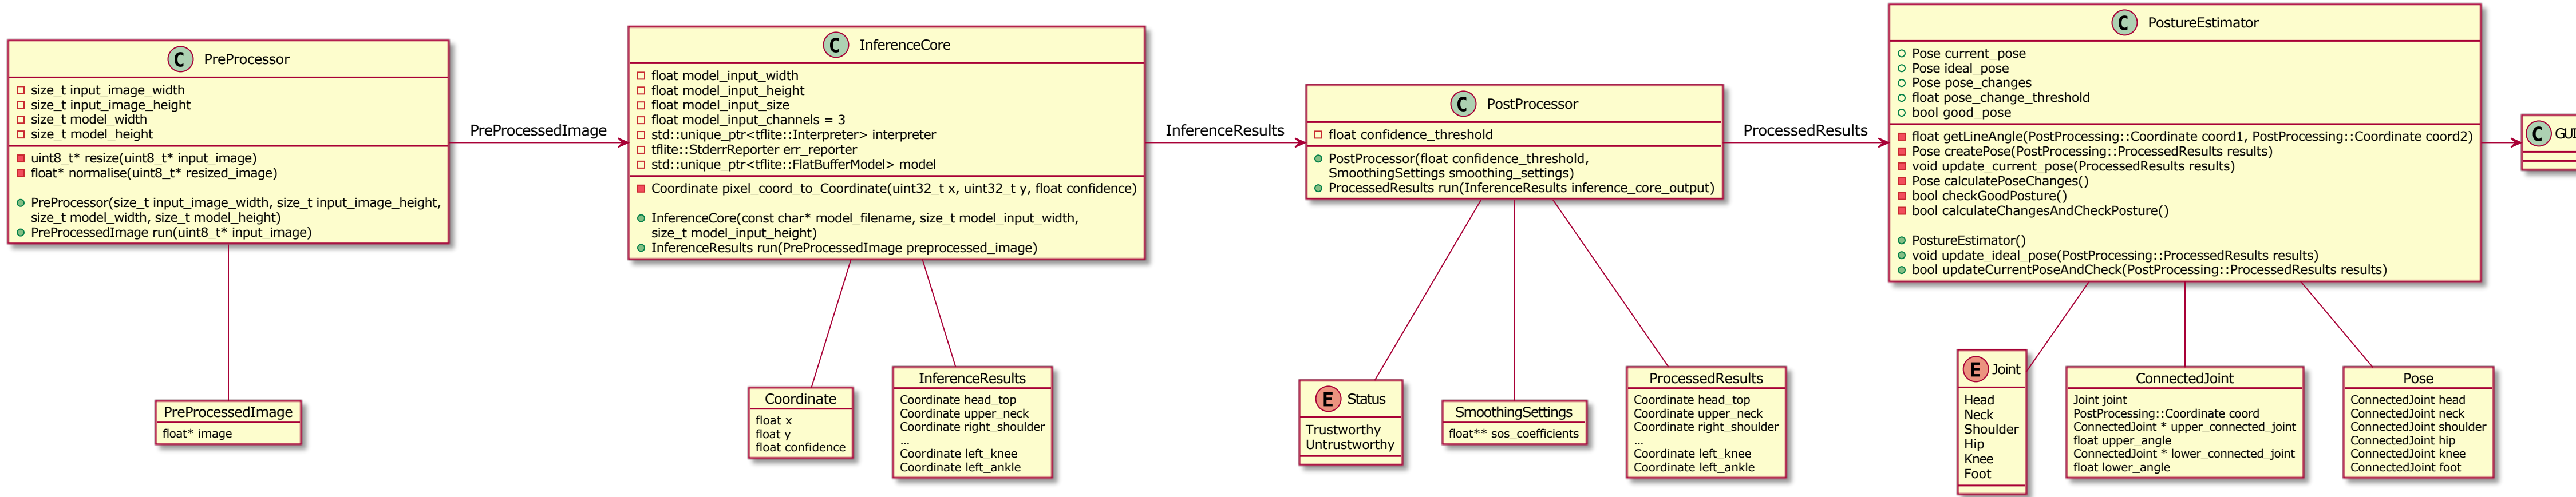 C PreProcessor
size_t input_image_width
size_t input_image_height
size_t model_width
size_t model_height
uint8_t* resize(uint8_t* input_image)
float* normalise(uint8_t* resized_image)
PreProcessor(size_t input_image_width, size_t input_image_height,
size_t model_width, size_t model_height)
PreProcessedImage run(uint8_t* input_image)
PreProcessedImage
C InferenceCore
float model_input_width
float model_input_height
float model_input_size
float model_input_channels = 3
std::unique_ptr<tflite::Interpreter> interpreter
tflite::StderrReporter err_reporter
std::unique_ptr<tflite::FlatBufferModel> model
Coordinate pixel_coord_to_Coordinate(uint32_t x, uint32_t y, float confidence)
InferenceCore(const char* model_filename, size_t model_input_width,
size_t model_input_height)
InferenceResults run(PreProcessedImage preprocessed_image)
InferenceResults
C PostProcessor
float confidence_threshold
PostProcessor(float confidence_threshold,
SmoothingSettings smoothing_settings)
ProcessedResults run(InferenceResults inference_core_output)
ProcessedResults
C PostureEstimator
Pose current_pose
Pose ideal_pose
Pose pose_changes
float pose_change_threshold
bool good_pose
float getLineAngle(PostProcessing::Coordinate coord1, PostProcessing::Coordinate coord2)
Pose createPose(PostProcessing::ProcessedResults results)
void update_current_pose(ProcessedResults results)
Pose calculatePoseChanges()
bool checkGoodPosture()
bool calculateChangesAndCheckPosture()
PostureEstimator()
void update_ideal_pose(PostProcessing::ProcessedResults results)
bool updateCurrentPoseAndCheck(PostProcessing::ProcessedResults results)
C GUI
PreProcessedImage
float* image
Coordinate
float x
float y
float confidence
InferenceResults
Coordinate head_top
Coordinate upper_neck
Coordinate right_shoulder
...
Coordinate left_knee
Coordinate left_ankle
E Status
Trustworthy
Untrustworthy
SmoothingSettings
float** sos_coefficients
ProcessedResults
Coordinate head_top
Coordinate upper_neck
Coordinate right_shoulder
...
Coordinate left_knee
Coordinate left_ankle
E Joint
Head
Neck
Shoulder
Hip
Knee
Foot
ConnectedJoint
Joint joint
PostProcessing::Coordinate coord
ConnectedJoint * upper_connected_joint
float upper_angle
ConnectedJoint * lower_connected_joint
float lower_angle
Pose
ConnectedJoint head
ConnectedJoint neck
ConnectedJoint shoulder
ConnectedJoint hip
ConnectedJoint knee
ConnectedJoint foot